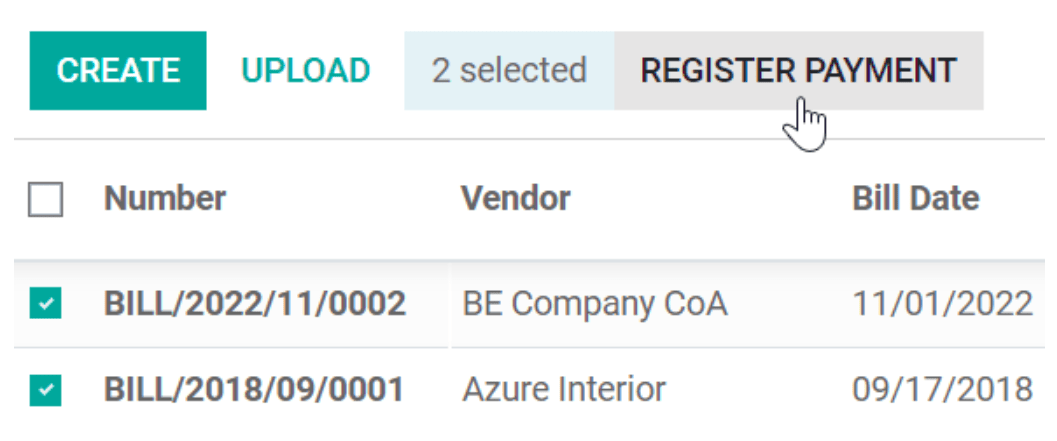 CREATE UPLOAD 2 selected REGISTER PAYMENT
Number Vendor Bill Date
BILL/2022/11/0002 BE Company CoA 11/01/2022
BILL/2018/09/0001 Azure Interior 09/17/2018